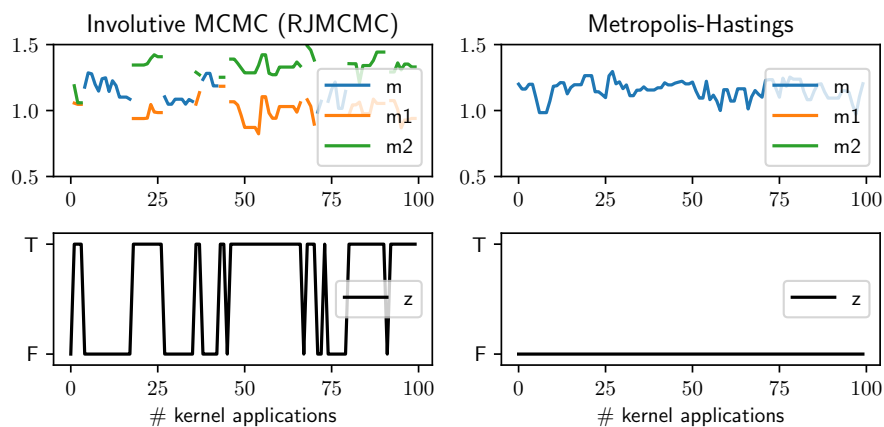 Involutive MCMC (RJMCMC)
Metropolis-Hastings
1.5
1.0
0.5
m
m1
m2
0 25 50 75 100
1.5
1.0
0.5
m
m1
m2
0 25 50 75 100
T
F
z
0 25 50 75 100
# kernel applications
T
F
z
0 25 50 75 100
# kernel applications